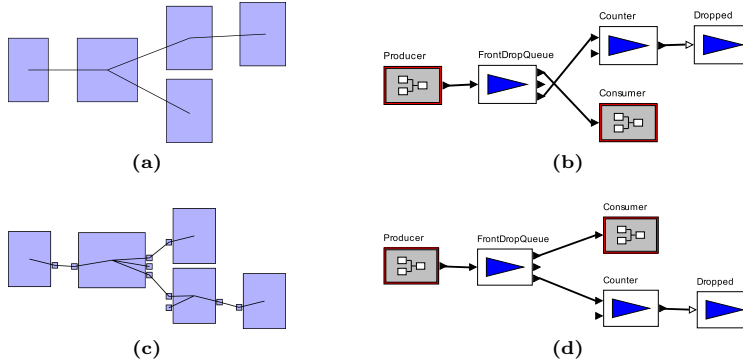 Counter
Dropped
Producer
FrontDropQueue
Consumer
(a)
(b)
Consumer
Producer
FrontDropQueue
Counter
Dropped
(c)
(d)